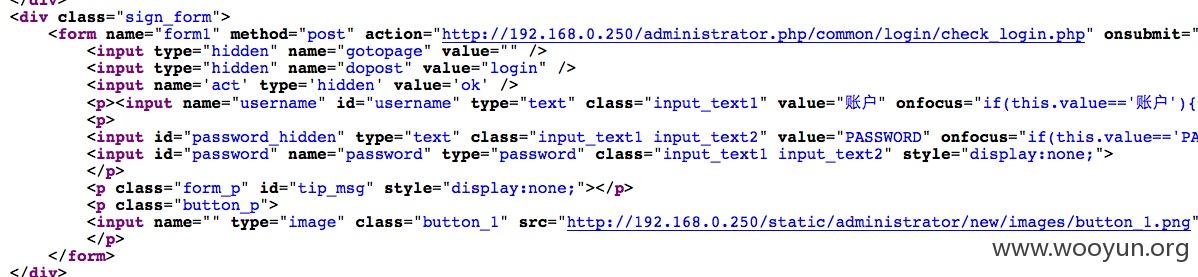 </div>
<div class="sign_form">
<form name="form1" method="post" action="http://192.168.0.250/administrator.php/common/login/check_login.php" onsubmit="
<input type="hidden" name="gotopage" value="" />
<input type="hidden" name="dopost" value="login" />
<input name='act' type='hidden' value='ok' />
<p><input name="username" id="username" type="text" class="input_text1" value="账户" onfocus="if(this.value=='账户'){
<p>
<input id="password_hidden" type="text" class="input_text1 input_text2" value="PASSWORD" onfocus="if(this.value=='PA
<input id="password" name="password" type="password" class="input_text1 input_text2" style="display:none;">
</p>
<p class="form_p" id="tip_msg" style="display:none;"></p>
<p class="button_p">
<input name="" type="image" class="button_1" src="http://192.168.0.250/static/administrator/new/images/button_1.png"
</p>
</form>
</div>
www.wooyun.org